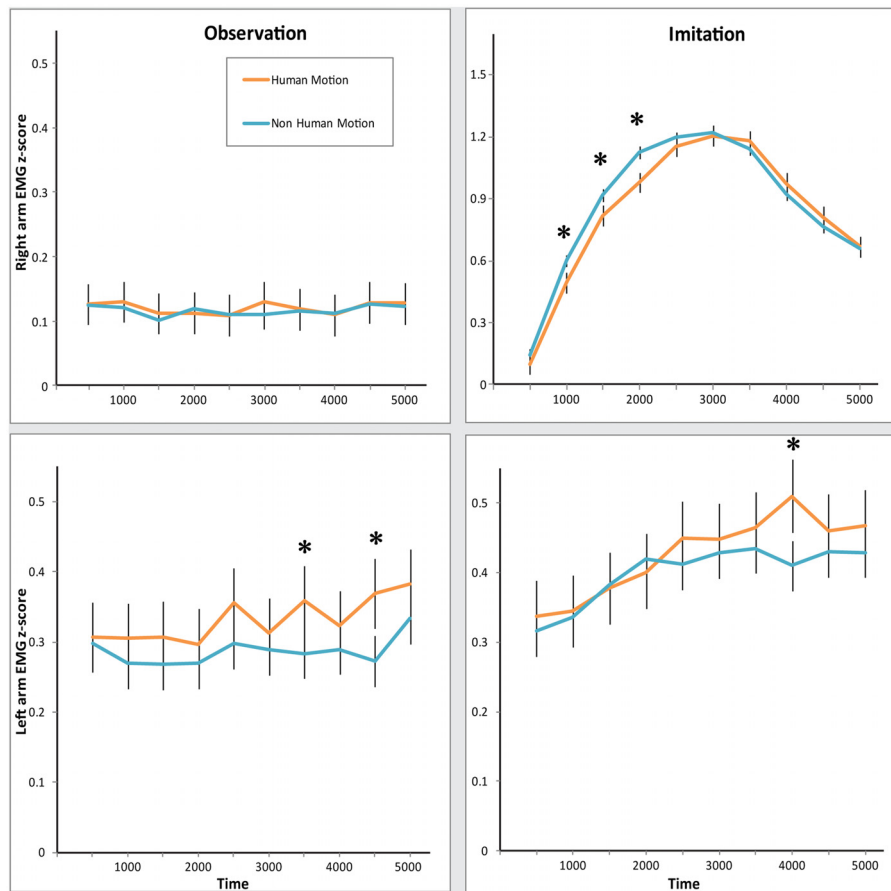 Observation
Human Motion
Non Human Motion
Right arm EMG z-score
0.5
0.4
0.3
0.2
0.1
0
1000 2000 3000 4000 5000
Imitation
1.5
1.2
0.9
0.6
0.3
0
* * *
1000 2000 3000 4000 5000
Left arm EMG z-score
0.5
0.4
0.3
0.2
0.1
0
* *
1000 2000 3000 4000 5000
Time
0.5
0.4
0.3
0.2
0.1
0
*
1000 2000 3000 4000 5000
Time